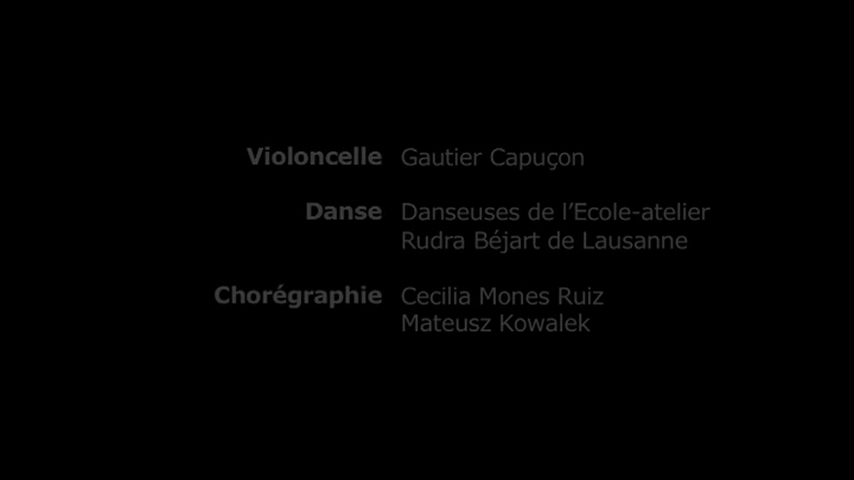 Violoncelle Gautier Capuçon
Danse Danseuses de l'Ecole-atelier
Rudra Béjart de Lausanne
Chorégraphie Cecilia Mones Ruiz
Mateusz Kowalek